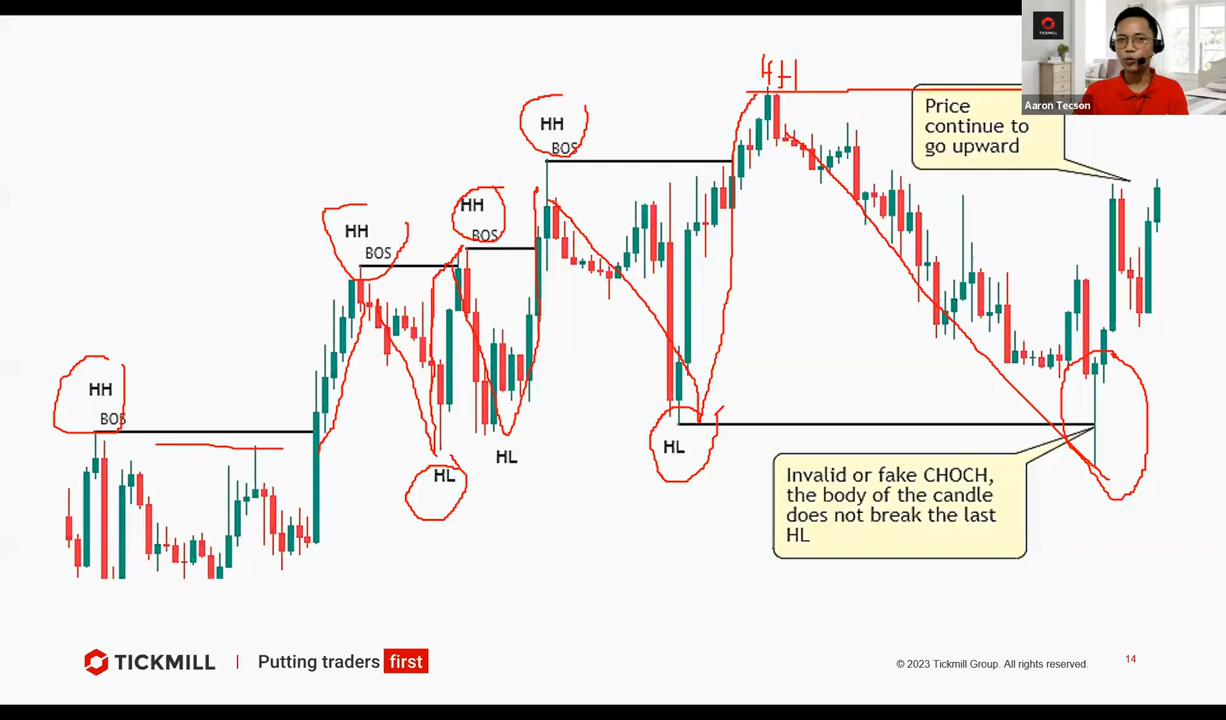 TICKMILL
Aaron Tecson
HH
HH
BOS
Price
continue to
go upward
HH
BOS
HH
BOS
HH
BOS
HL
HL
HL
Invalid or fake CHOCH,
the body of the candle
does not break the last
HL
TICKMILL | Putting traders first
© 2023 Tickmill Group. All rights reserved.
14